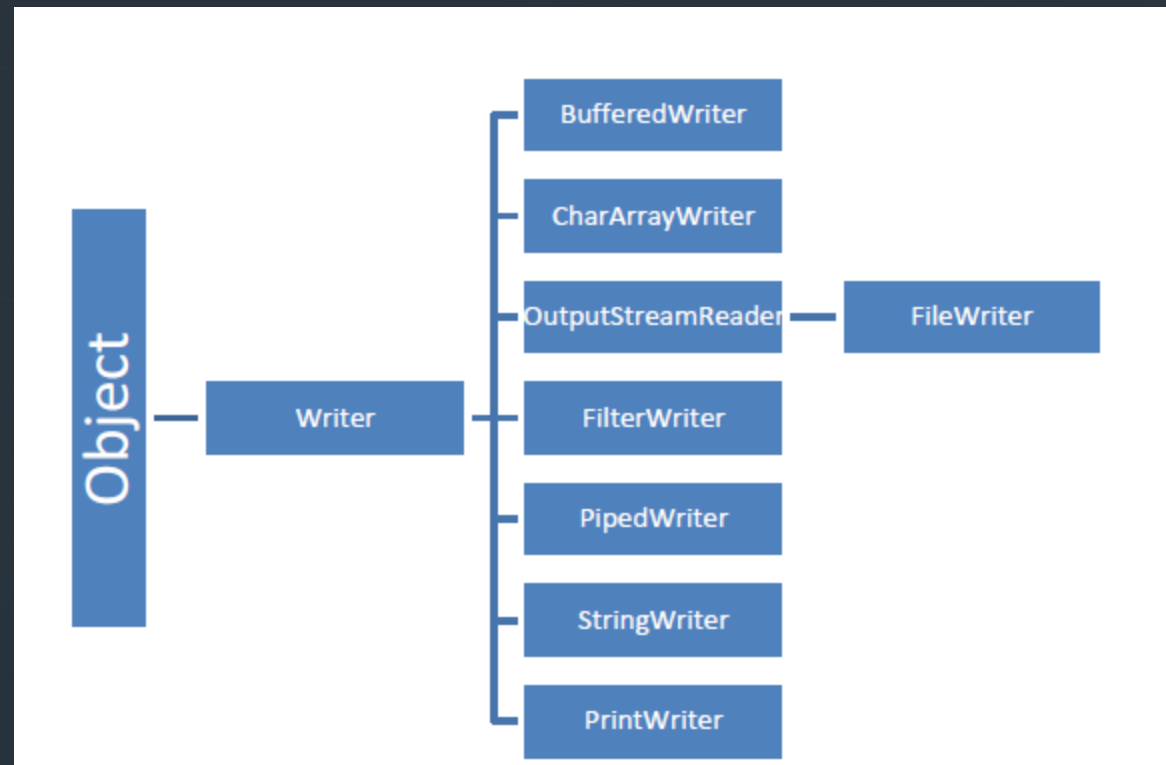 Object
Writer
BufferedWriter
CharArrayWriter
OutputStreamReader
FileWriter
FilterWriter
PipedWriter
StringWriter
PrintWriter